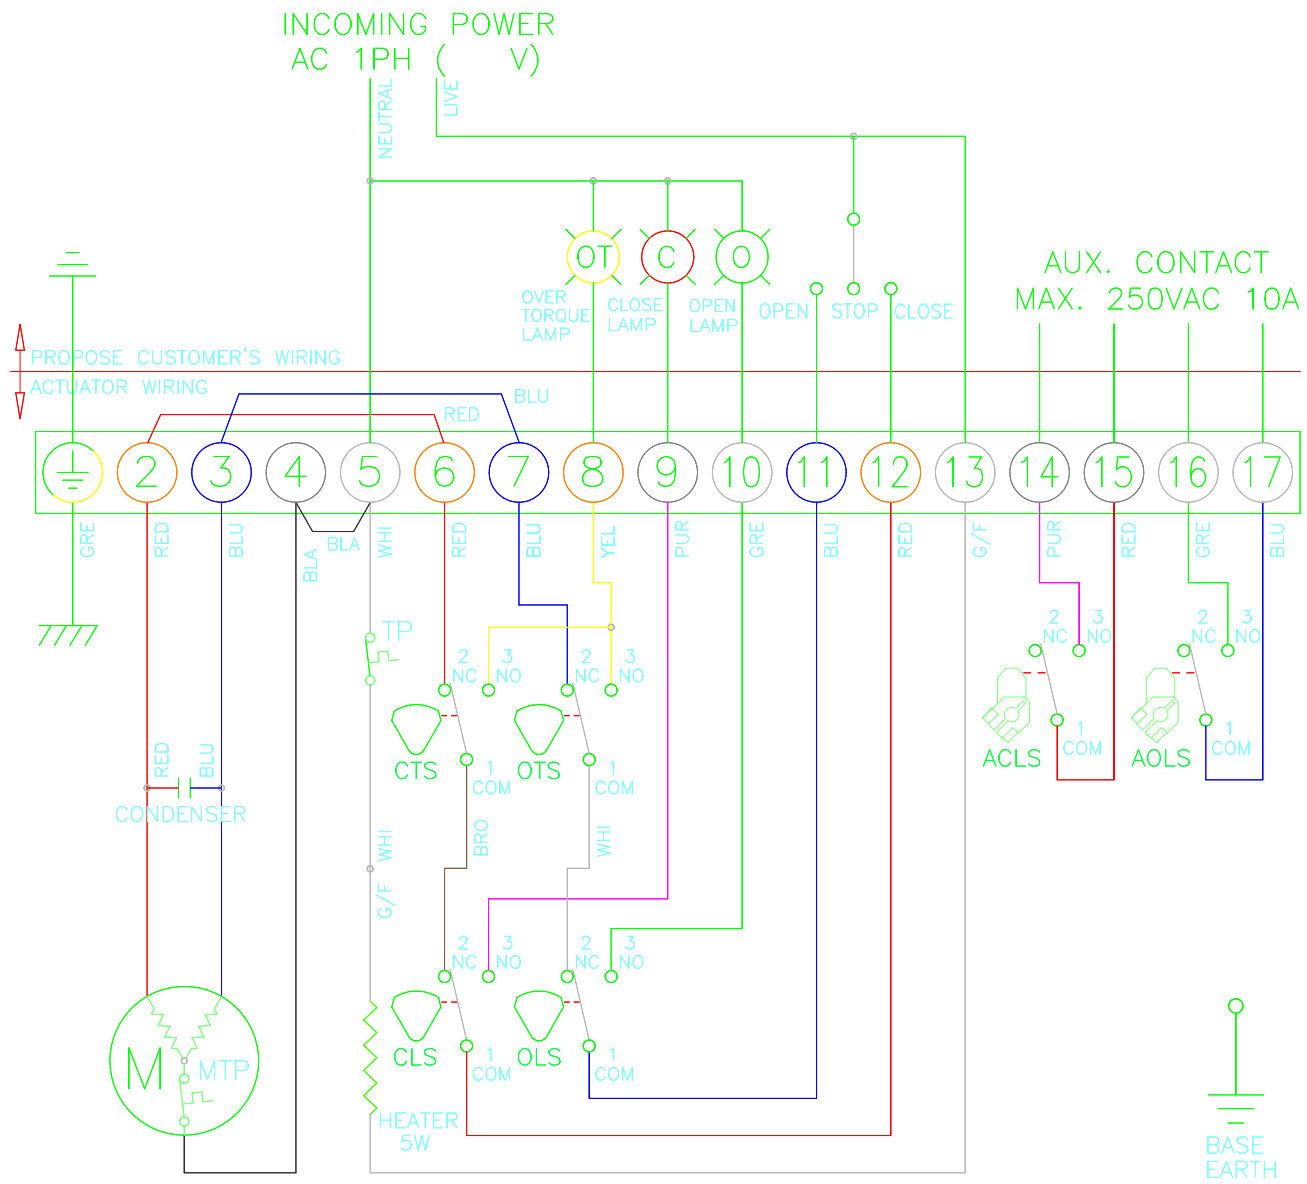 INCOMING POWER
AC 1PH ( V)
NEUTRAL
LIVE
OT
C
O
OVER
TORQUE
LAMP
CLOSE
LAMP
OPEN
LAMP
OPEN
STOP
CLOSE
AUX. CONTACT
MAX. 250VAC 10A
PROPOSE CUSTOMER'S WIRING
ACTUATOR WIRING
BLU
RED
2 3 4 5 6 7 8 9 10 11 12 13 14 15 16 17
GRE
RED
BLU
BLA
BLA
WHI
RED
BLU
YEL
PUR
GRE
BLU
RED
G/F
PUR
RED
GRE
BLU
TP
2
NC
3
NO
2
NC
3
NO
2
NC
3
NO
2
NC
3
NO
CTS
1
COM
OTS
1
COM
ACLS
1
COM
AOLS
1
COM
RED
BLU
CONDENSER
WHI
G/F
BRO
WHI
2
NC
3
NO
2
NC
3
NO
CLS
1
COM
OLS
1
COM
M
MTP
HEATER
5W
BASE
EARTH